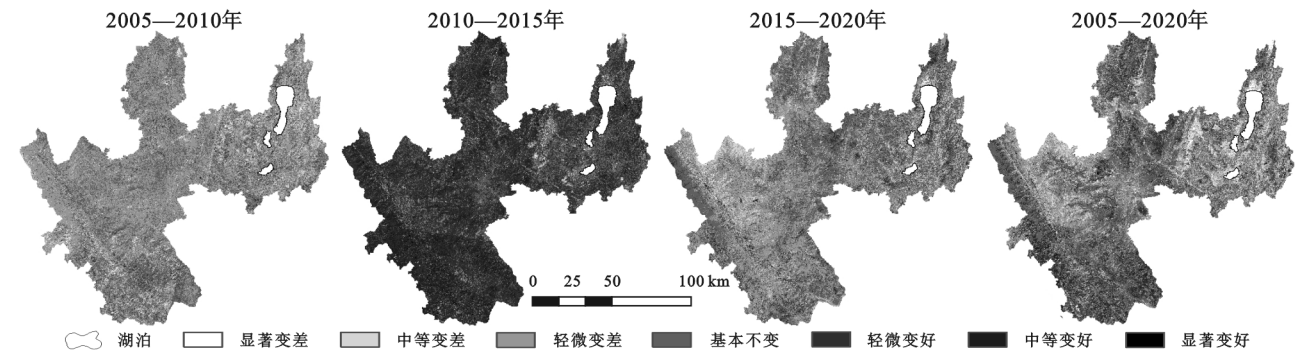 2005—2010年 2010—2015年 2015—2020年 2005—2020年
0 25 50 100 km
湖泊 显著变差 中等变差 轻微变差 基本不变 轻微变好 中等变好 显著变好